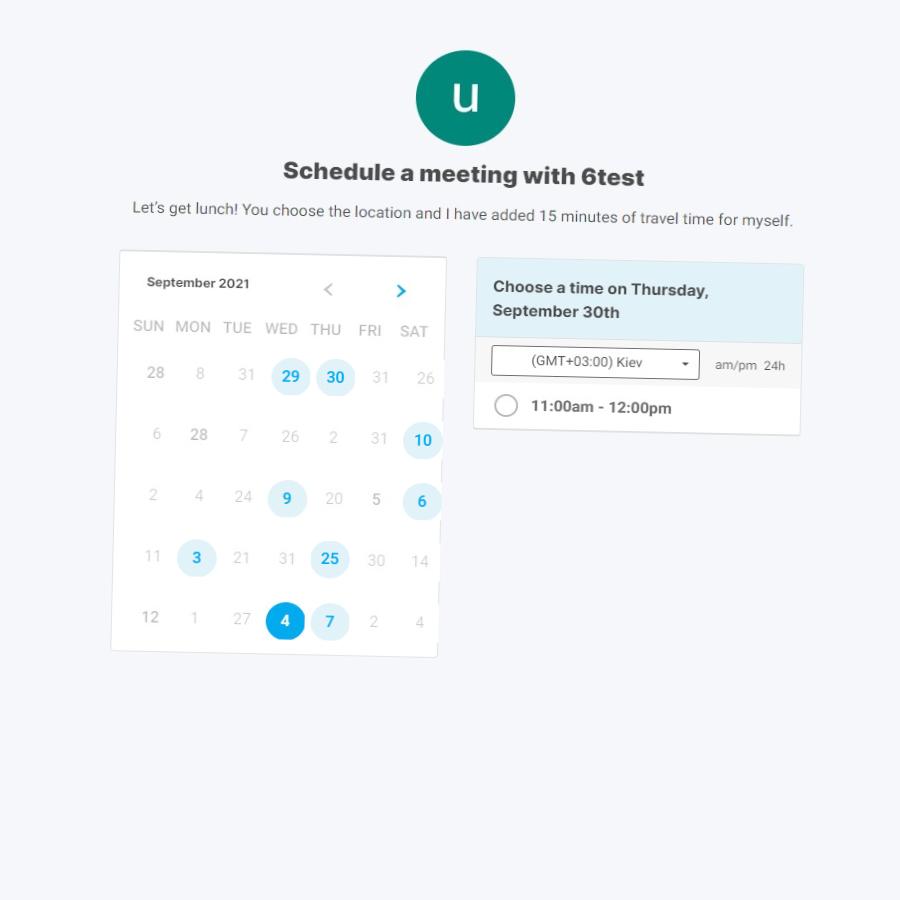 u
Schedule a meeting with 6test
Let's get lunch! You choose the location and I have added 15 minutes of travel time for myself.
September 2021
SUN MON TUE WED THU FRI SAT
28 8 31 29 30 31 26
6 28 7 26 2 31 10
2 4 24 9 20 5 6
11 3 21 31 25 30 14
12 1 27 4 7 2 4
Choose a time on Thursday,
September 30th
(GMT+03:00) Kiev am/pm 24h
11:00am - 12:00pm